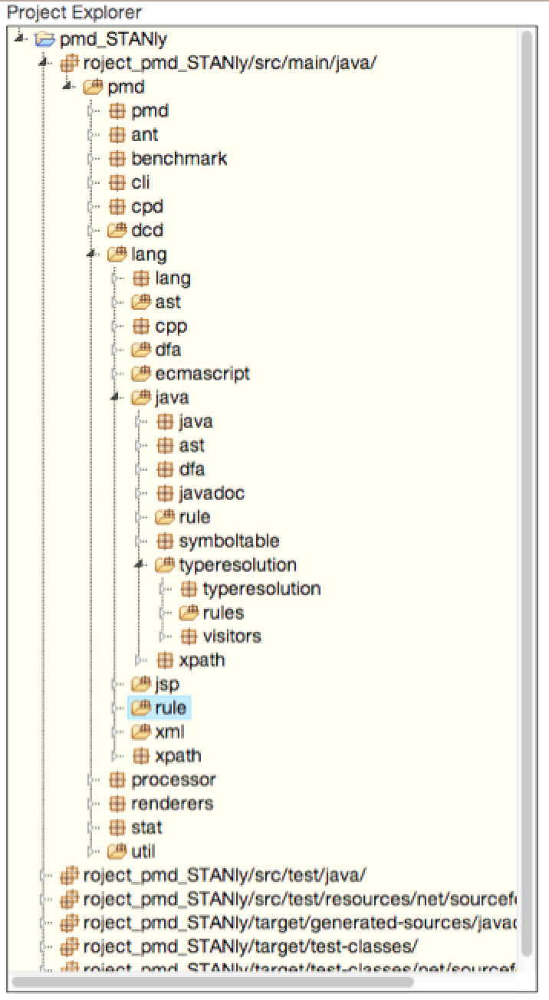 Project Explorer
pmd_STANly
roject_pmd_STANly/src/main/java/
pmd
pmd
ant
benchmark
cli
cpd
dcd
lang
lang
ast
cpp
dfa
ecmascript
java
java
ast
dfa
javadoc
rule
symboltable
typeresolution
typeresolution
rules
visitors
xpath
jsp
rule
xml
xpath
processor
renderers
stat
util
roject_pmd_STANly/src/test/java/
roject_pmd_STANly/src/test/resources/net/sourcef
roject_pmd_STANly/target/generated-sources/javac
roject_pmd_STANly/target/test-classes/
roject_pmd_STANly/target/test-classes/net/sourcef